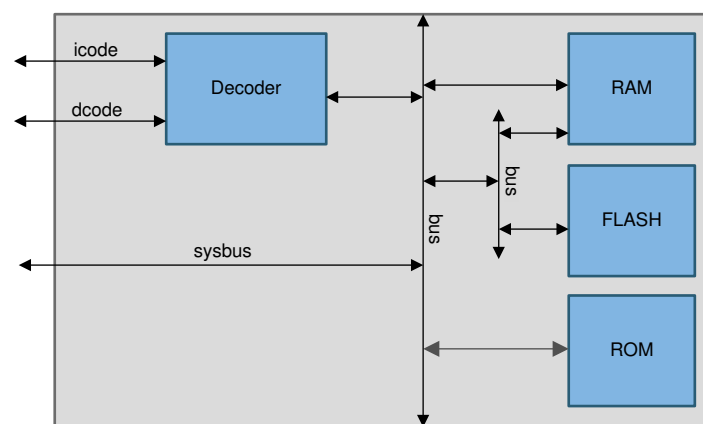 icode
Decoder
RAM
dcode
bus
FLASH
bus
sysbus
ROM